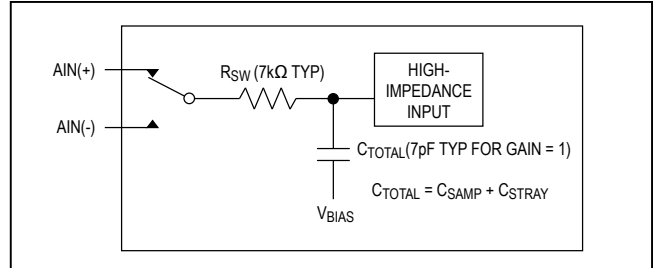 AIN(+)
RSW (7kΩ TYP)
HIGH-
IMPEDANCE
INPUT
AIN(-)
CTOTAL(7pF TYP FOR GAIN = 1)
CTOTAL = CSAMP + CSTRAY
VBIAS